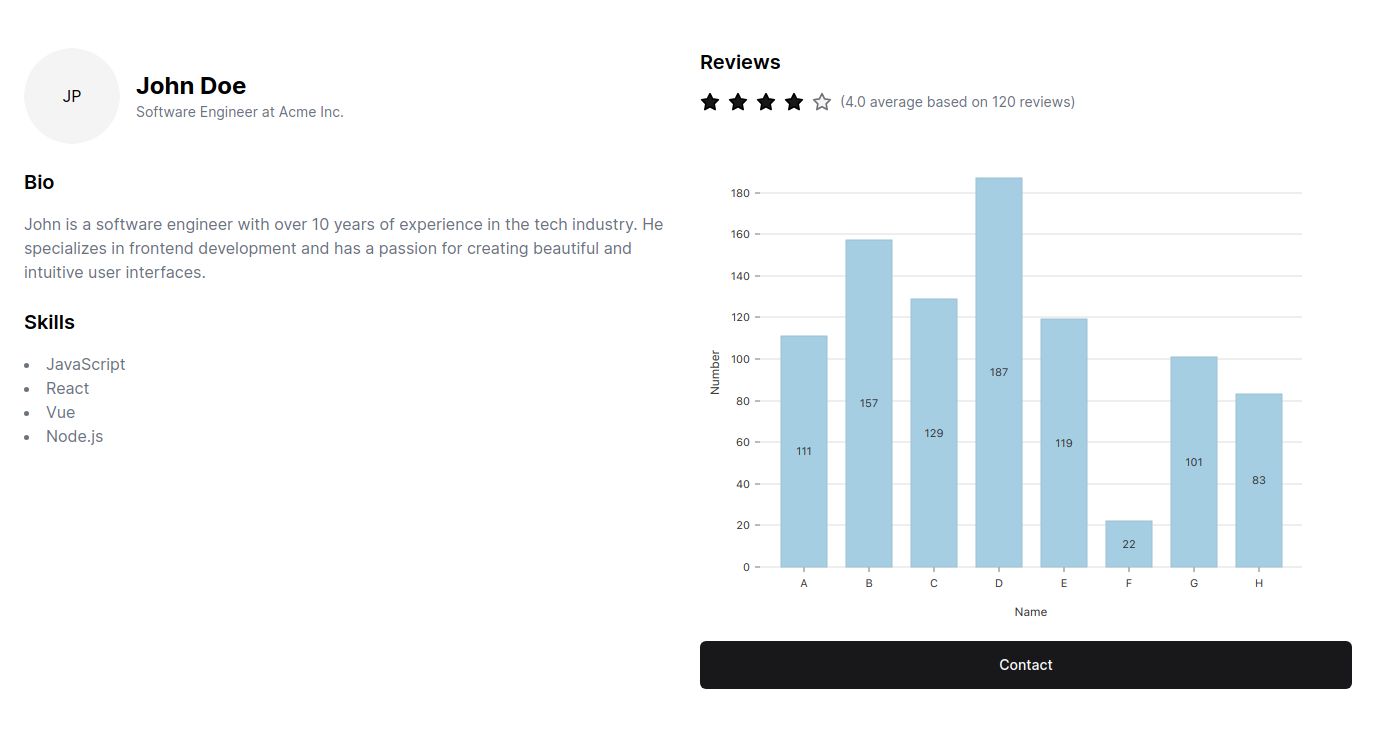 JP
John Doe
Software Engineer at Acme Inc.
Bio
John is a software engineer with over 10 years of experience in the tech industry. He
specializes in frontend development and has a passion for creating beautiful and
intuitive user interfaces.
Skills
• JavaScript
• React
• Vue
• Node.js
Reviews
(4.0 average based on 120 reviews)
180
160
140
120
100
80
60
40
20
0
Number
111
157
129
187
119
22
101
83
A B C D E F G H
Name
Contact